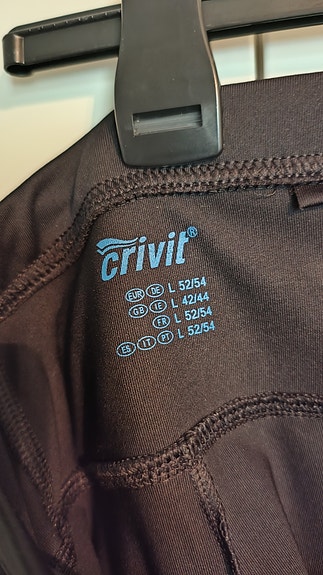 crivit®
EUR DE L 52/54
GB IE L 42/44
FR L 52/54
ES IT PT L 52/54